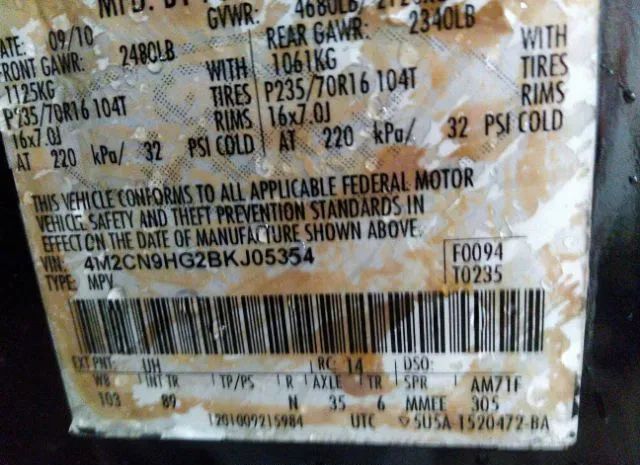 MFD. BY
GVWR: 4680LB/
DATE: 09/10
FRONT GAWR: 2480LB
1125KG WITH
P235/70R16 104T TIRES
16x7.0J RIMS
AT 220 kPa/ 32 PSI COLD
REAR GAWR: 2340LB
1061KG WITH
P235/70R16 104T TIRES
16x7.0J RIMS
AT 220 kPa/ 32 PSI COLD
THIS VEHICLE CONFORMS TO ALL APPLICABLE FEDERAL MOTOR
VEHICLE SAFETY AND THEFT PREVENTION STANDARDS IN
EFFECT ON THE DATE OF MANUFACTURE SHOWN ABOVE.
VIN: 4M2CN9HG2BKJ05354 F0094
TYPE: MPV T0235
EXT PNT: UH RC: 14 DSO:
WB INT TR TP/PS R AXLE TR SPR AM71F
103 89 N 35 6 MMEE 305
1201009215984 UTC 5U5A-1520472-BA